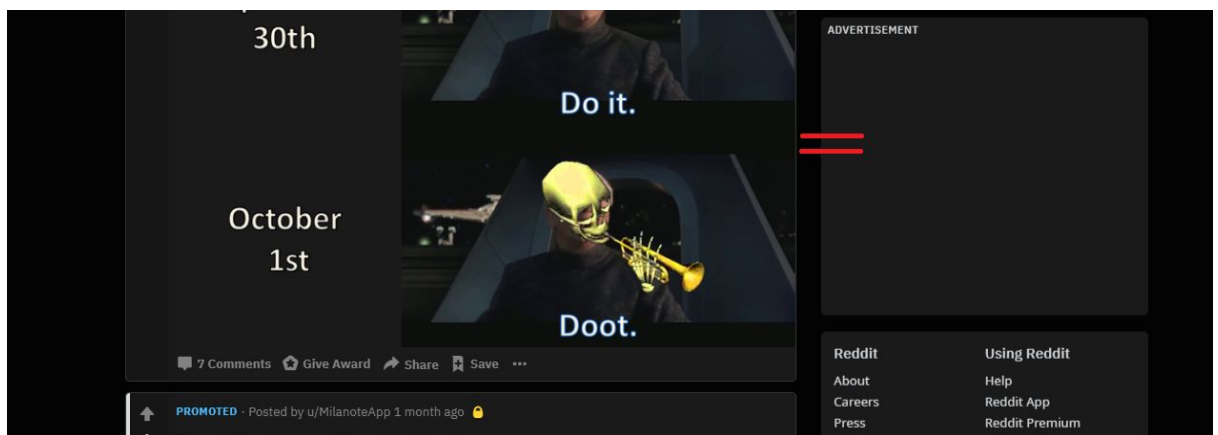 30th
Do it.
October
1st
Doot.
7 Comments Give Award Share Save ···
PROMOTED · Posted by u/MilanoteApp 1 month ago
ADVERTISEMENT
Reddit
About
Careers
Press
Using Reddit
Help
Reddit App
Reddit Premium